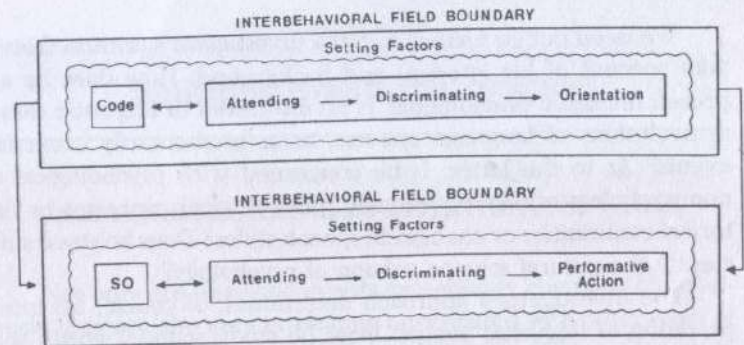 INTERBEHAVIORAL FIELD BOUNDARY
Setting Factors
Code Attending Discriminating Orientation
INTERBEHAVIORAL FIELD BOUNDARY
Setting Factors
SO Attending Discriminating Performative
Action